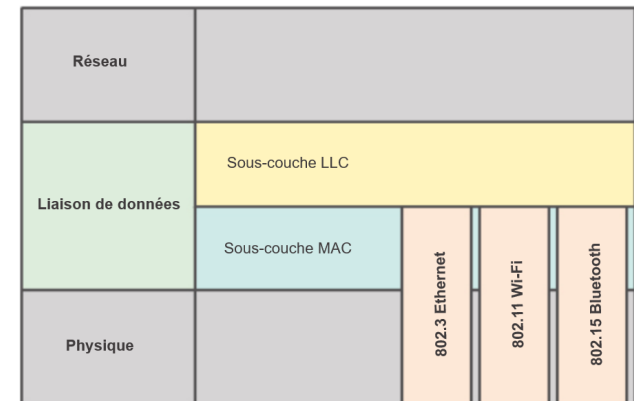 Réseau
Sous-couche LLC
Liaison de données
Sous-couche MAC
802.3 Ethernet
802.11 Wi-Fi
802.15 Bluetooth
Physique